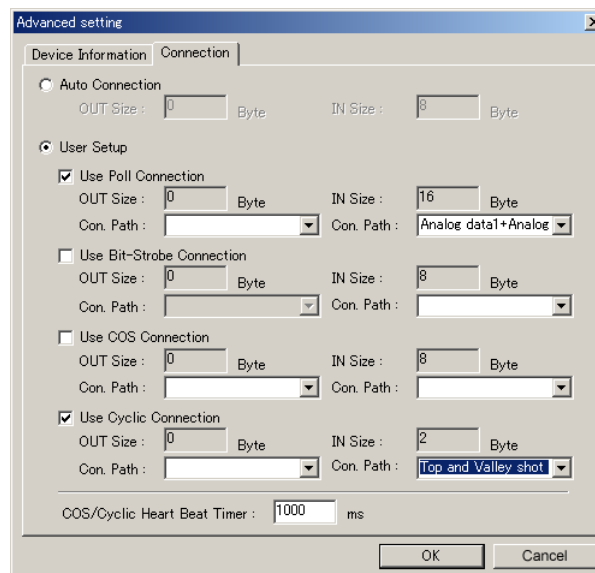 Advanced setting
Device Information Connection
Auto Connection
OUT Size : 0 Byte IN Size : 8 Byte
User Setup
Use Poll Connection
OUT Size : 0 Byte IN Size : 16 Byte
Con. Path : Con. Path : Analog data1+Analog
Use Bit-Strobe Connection
OUT Size : 0 Byte IN Size : 8 Byte
Con. Path : Con. Path :
Use COS Connection
OUT Size : 0 Byte IN Size : 8 Byte
Con. Path : Con. Path :
Use Cyclic Connection
OUT Size : 0 Byte IN Size : 2 Byte
Con. Path : Con. Path : Top and Valley shot
COS/Cyclic Heart Beat Timer : 1000 ms
OK Cancel